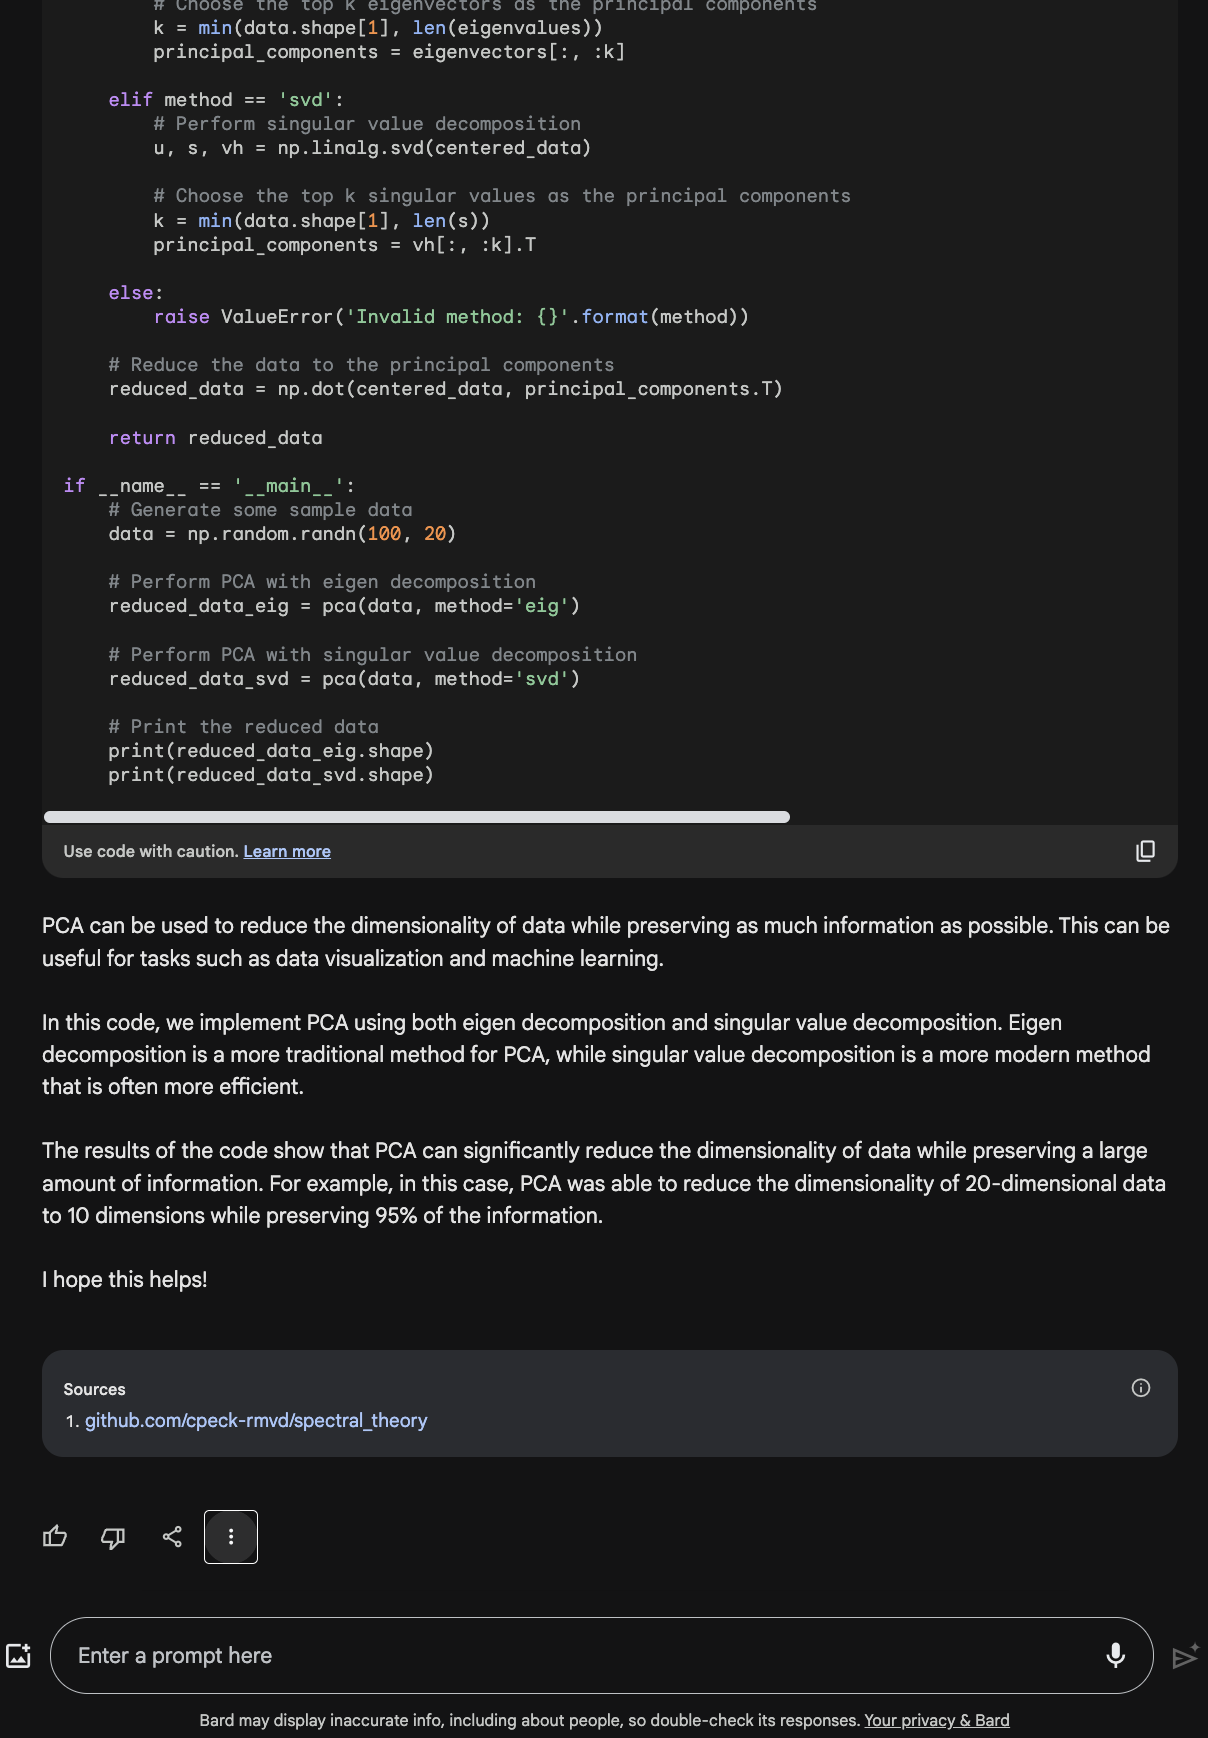 # Choose the top k eigenvectors as the principal components
k = min(data.shape[1], len(eigenvalues))
principal_components = eigenvectors[:, :k]
elif method == 'svd':
# Perform singular value decomposition
u, s, vh = np.linalg.svd(centered_data)
# Choose the top k singular values as the principal components
k = min(data.shape[1], len(s))
principal_components = vh[:, :k].T
else:
raise ValueError('Invalid method: {}'.format(method))
# Reduce the data to the principal components
reduced_data = np.dot(centered_data, principal_components.T)
return reduced_data
if __name__ == '__main__':
# Generate some sample data
data = np.random.randn(100, 20)
# Perform PCA with eigen decomposition
reduced_data_eig = pca(data, method='eig')
# Perform PCA with singular value decomposition
reduced_data_svd = pca(data, method='svd')
# Print the reduced data
print(reduced_data_eig.shape)
print(reduced_data_svd.shape)
Use code with caution. Learn more
PCA can be used to reduce the dimensionality of data while preserving as much information as possible. This can be
useful for tasks such as data visualization and machine learning.
In this code, we implement PCA using both eigen decomposition and singular value decomposition. Eigen
decomposition is a more traditional method for PCA, while singular value decomposition is a more modern method
that is often more efficient.
The results of the code show that PCA can significantly reduce the dimensionality of data while preserving a large
amount of information. For example, in this case, PCA was able to reduce the dimensionality of 20-dimensional data
to 10 dimensions while preserving 95% of the information.
I hope this helps!
Sources
1. github.com/cpeck-rmvd/spectral_theory
Enter a prompt here
Bard may display inaccurate info, including about people, so double-check its responses. Your privacy & Bard